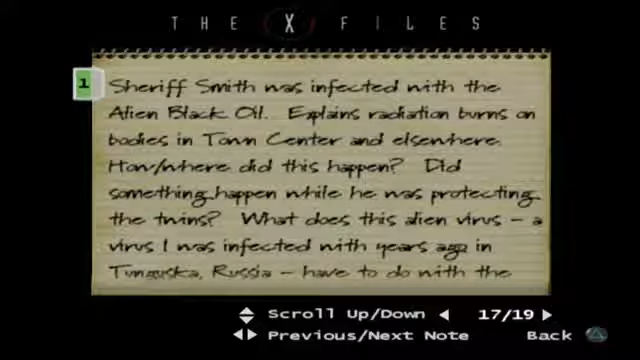 THE X FILES
1
Sheriff Smith was infected with the
Alien Black Oil. Explains radiation burns on
bodies in Town Center and elsewhere.
How/where did this happen? Did
something happen while he was protecting
the twins? What does this alien virus - a
virus I was infected with years ago in
Tunguska, Russia - have to do with the
Scroll Up/Down 17/19
Previous/Next Note Back